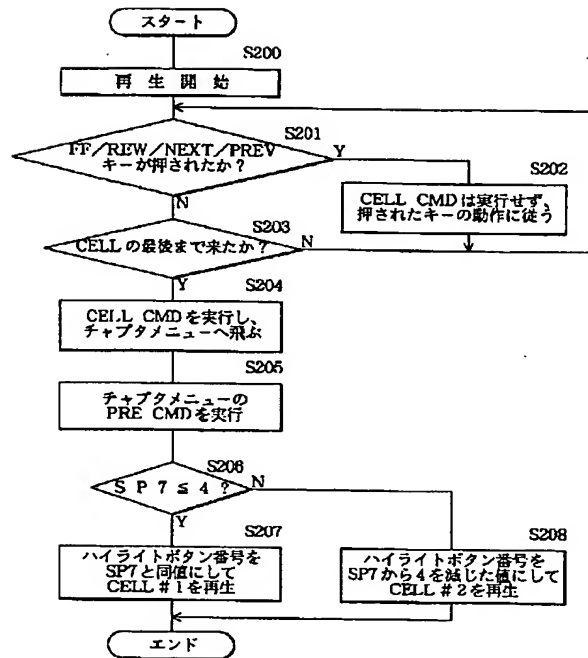 スタート
S200
再生開始
S201
FF/REW/NEXT/PREV
キーが押されたか?
Y
N
S202
CELL CMDは実行せず、
押されたキーの動作に従う
S203
CELLの最後まで来たか?
N
Y
S204
CELL CMDを実行し、
チャプタメニューへ飛ぶ
S205
チャプタメニューの
PRE CMDを実行
S206
SP7≦4?
N
Y
S207
ハイライトボタン番号を
SP7と同値にして
CELL#1を再生
S208
ハイライトボタン番号を
SP7から4を減じた値にして
CELL#2を再生
エンド